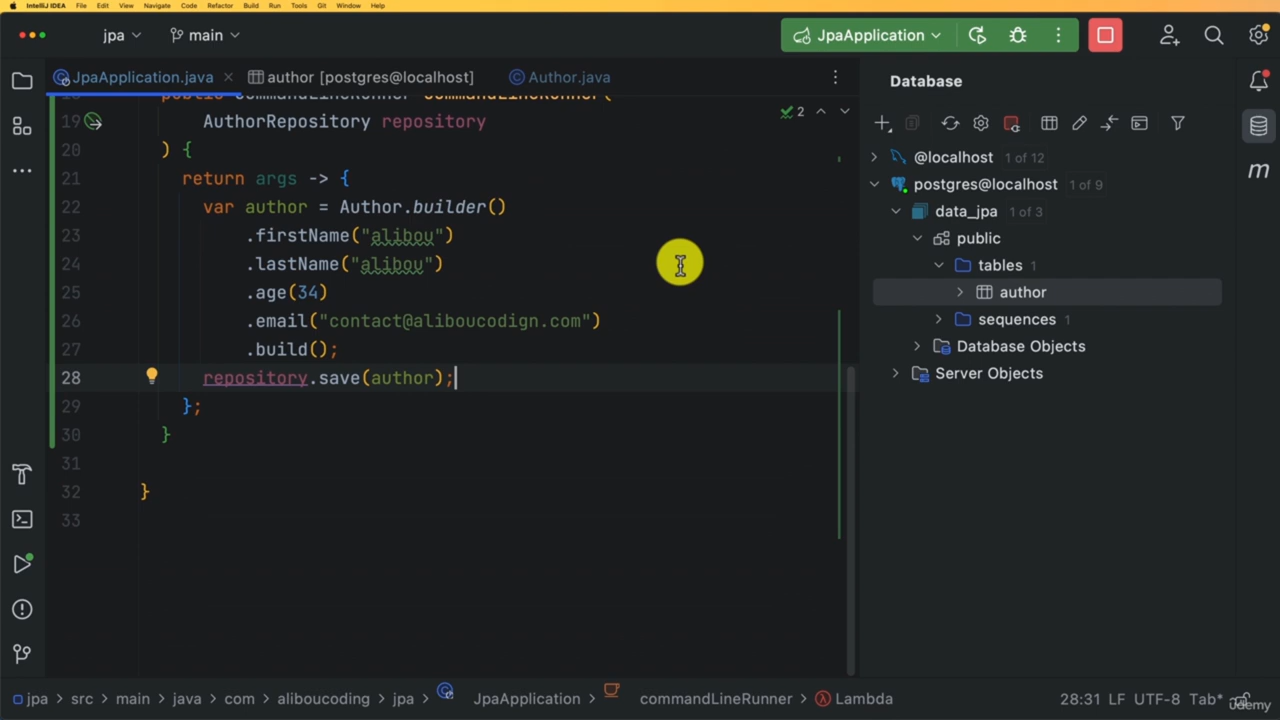 IntelliJ IDEA File Edit View Navigate Code Refactor Build Run Tools Git Window Help
jpa main JpaApplication
JpaApplication.java author [postgres@localhost] Author.java
Database
public CommandLineRunner commandLineRunner(
2
19 AuthorRepository repository
20 ) {
21 return args -> {
22 var author = Author.builder()
23 .firstName("alibou")
24 .lastName("alibou")
25 .age(34)
26 .email("contact@aliboucodign.com")
27 .build();
28 repository.save(author);
29 };
30 }
31
32 }
33
@localhost 1 of 12
postgres@localhost 1 of 9
data_jpa 1 of 3
public
tables 1
author
sequences 1
Database Objects
Server Objects
m
jpa > src > main > java > com > aliboucoding > jpa > JpaApplication > commandLineRunner > Lambda
28:31 LF UTF-8 Tab*
udemy